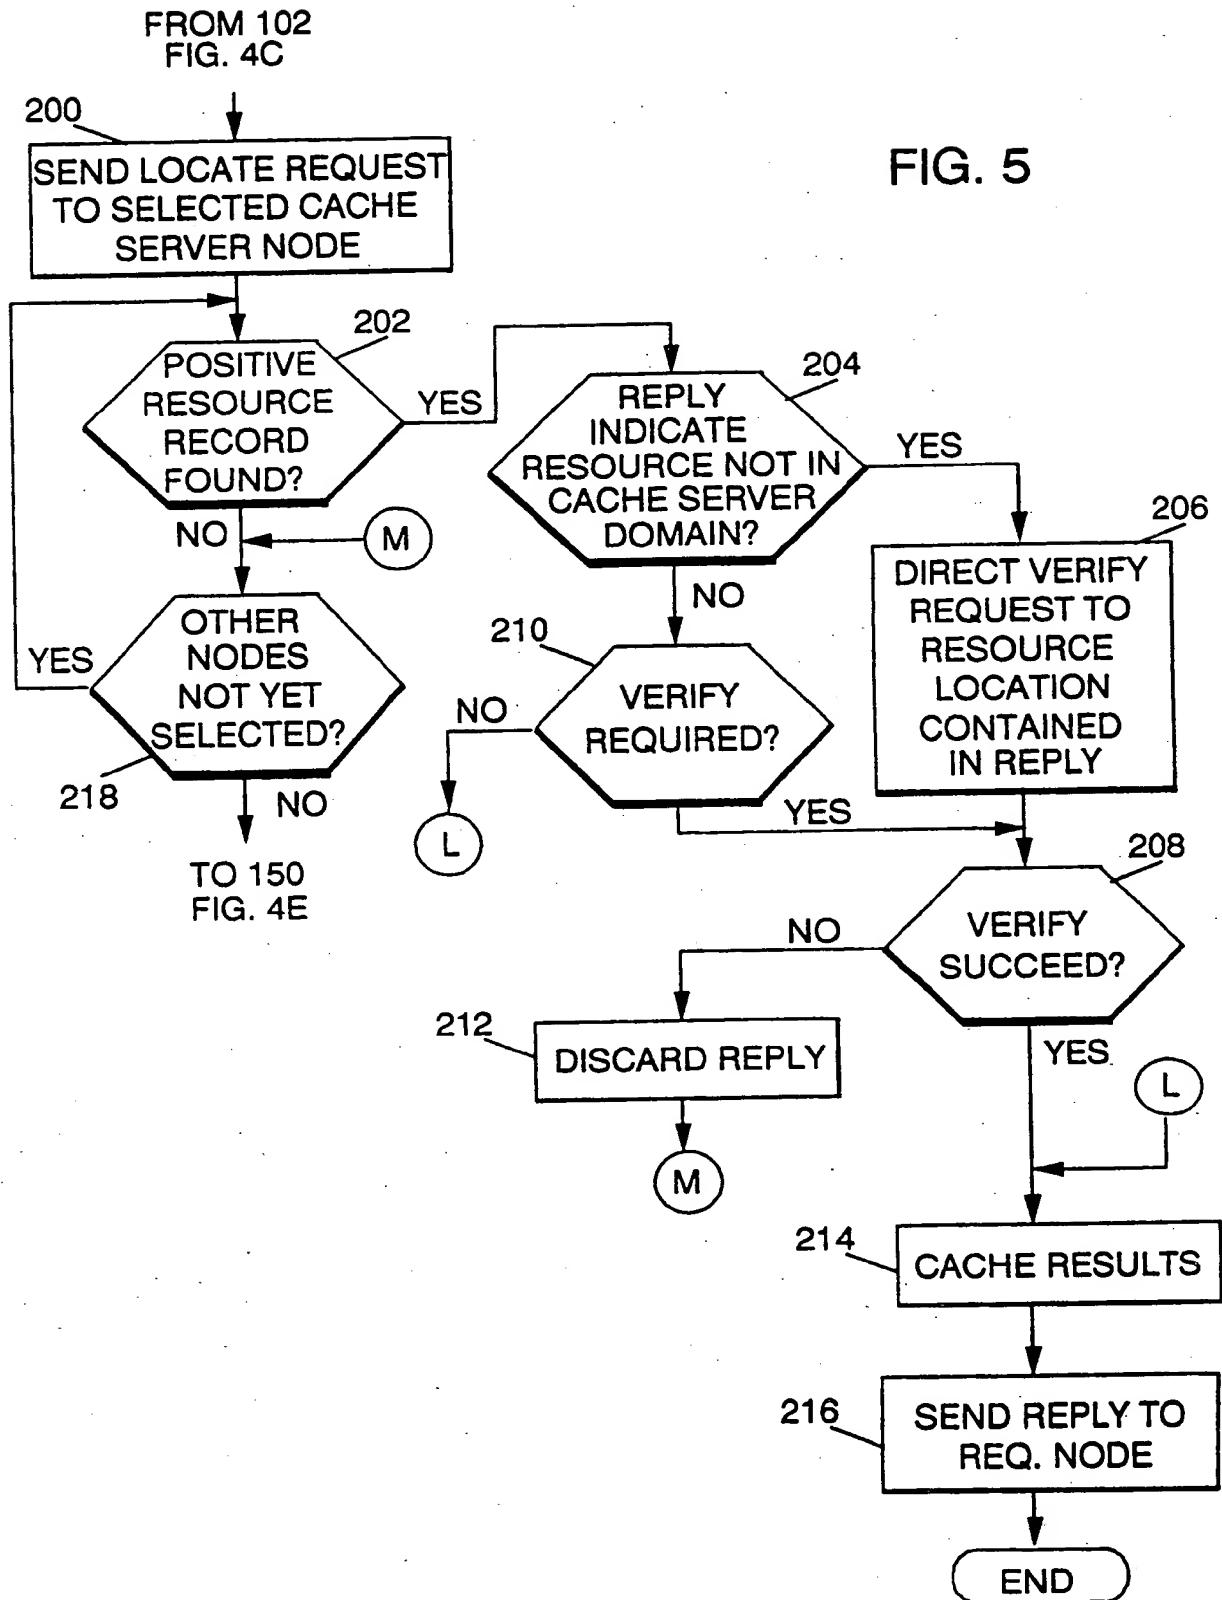 FROM 102
FIG. 4C
200
SEND LOCATE REQUEST
TO SELECTED CACHE
SERVER NODE
FIG. 5
202
POSITIVE
RESOURCE
RECORD
FOUND?
YES
NO
M
204
REPLY
INDICATE
RESOURCE NOT IN
CACHE SERVER
DOMAIN?
YES
NO
206
DIRECT VERIFY
REQUEST TO
RESOURCE
LOCATION
CONTAINED
IN REPLY
OTHER
NODES
NOT YET
SELECTED?
YES
218
NO
TO 150
FIG. 4E
210
VERIFY
REQUIRED?
NO
L
YES
208
VERIFY
SUCCEED?
NO
YES
212
DISCARD REPLY
M
L
214
CACHE RESULTS
216
SEND REPLY TO
REQ. NODE
END